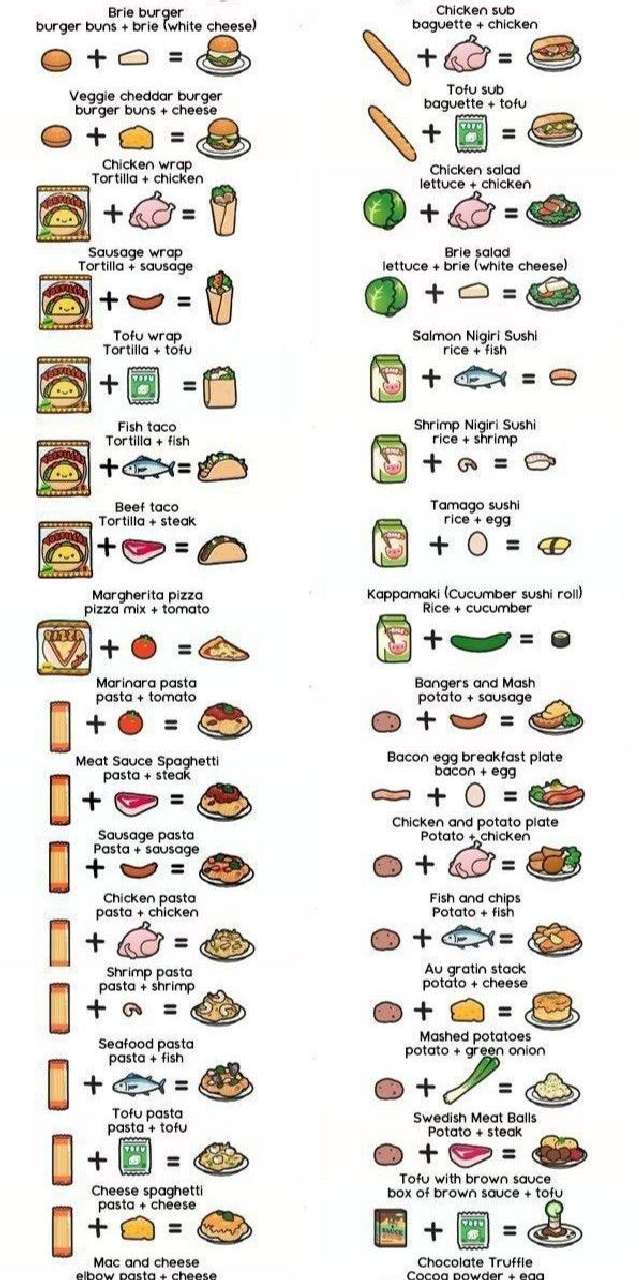 Brie burger
burger buns + brie (white cheese)
Veggie cheddar burger
burger buns + cheese
Chicken wrap
Tortilla + chicken
Sausage wrap
Tortilla + sausage
Tofu wrap
Tortilla + tofu
TOFU
Fish taco
Tortilla + fish
Beef taco
Tortilla + steak
Margherita pizza
pizza mix + tomato
PIZZA
Marinara pasta
pasta + tomato
Meat Sauce Spaghetti
pasta + steak
Sausage pasta
Pasta + sausage
Chicken pasta
pasta + chicken
Shrimp pasta
pasta + shrimp
Seafood pasta
pasta + fish
Tofu pasta
pasta + tofu
TOFU
Cheese spaghetti
pasta + cheese
Mac and cheese
elbow pasta + cheese
Chicken sub
baguette + chicken
Tofu sub
baguette + tofu
TOFU
Chicken salad
lettuce + chicken
Brie salad
lettuce + brie (white cheese)
Salmon Nigiri Sushi
rice + fish
Shrimp Nigiri Sushi
rice + shrimp
Tamago sushi
rice + egg
Kappamaki (Cucumber sushi roll)
Rice + cucumber
Bangers and Mash
potato + sausage
Bacon egg breakfast plate
bacon + egg
Chicken and potato plate
Potato + chicken
Fish and chips
Potato + fish
Au gratin stack
potato + cheese
Mashed potatoes
potato + green onion
Swedish Meat Balls
Potato + steak
Tofu with brown sauce
box of brown sauce + tofu
TOFU
Chocolate Truffle
Cocoa powder + egg